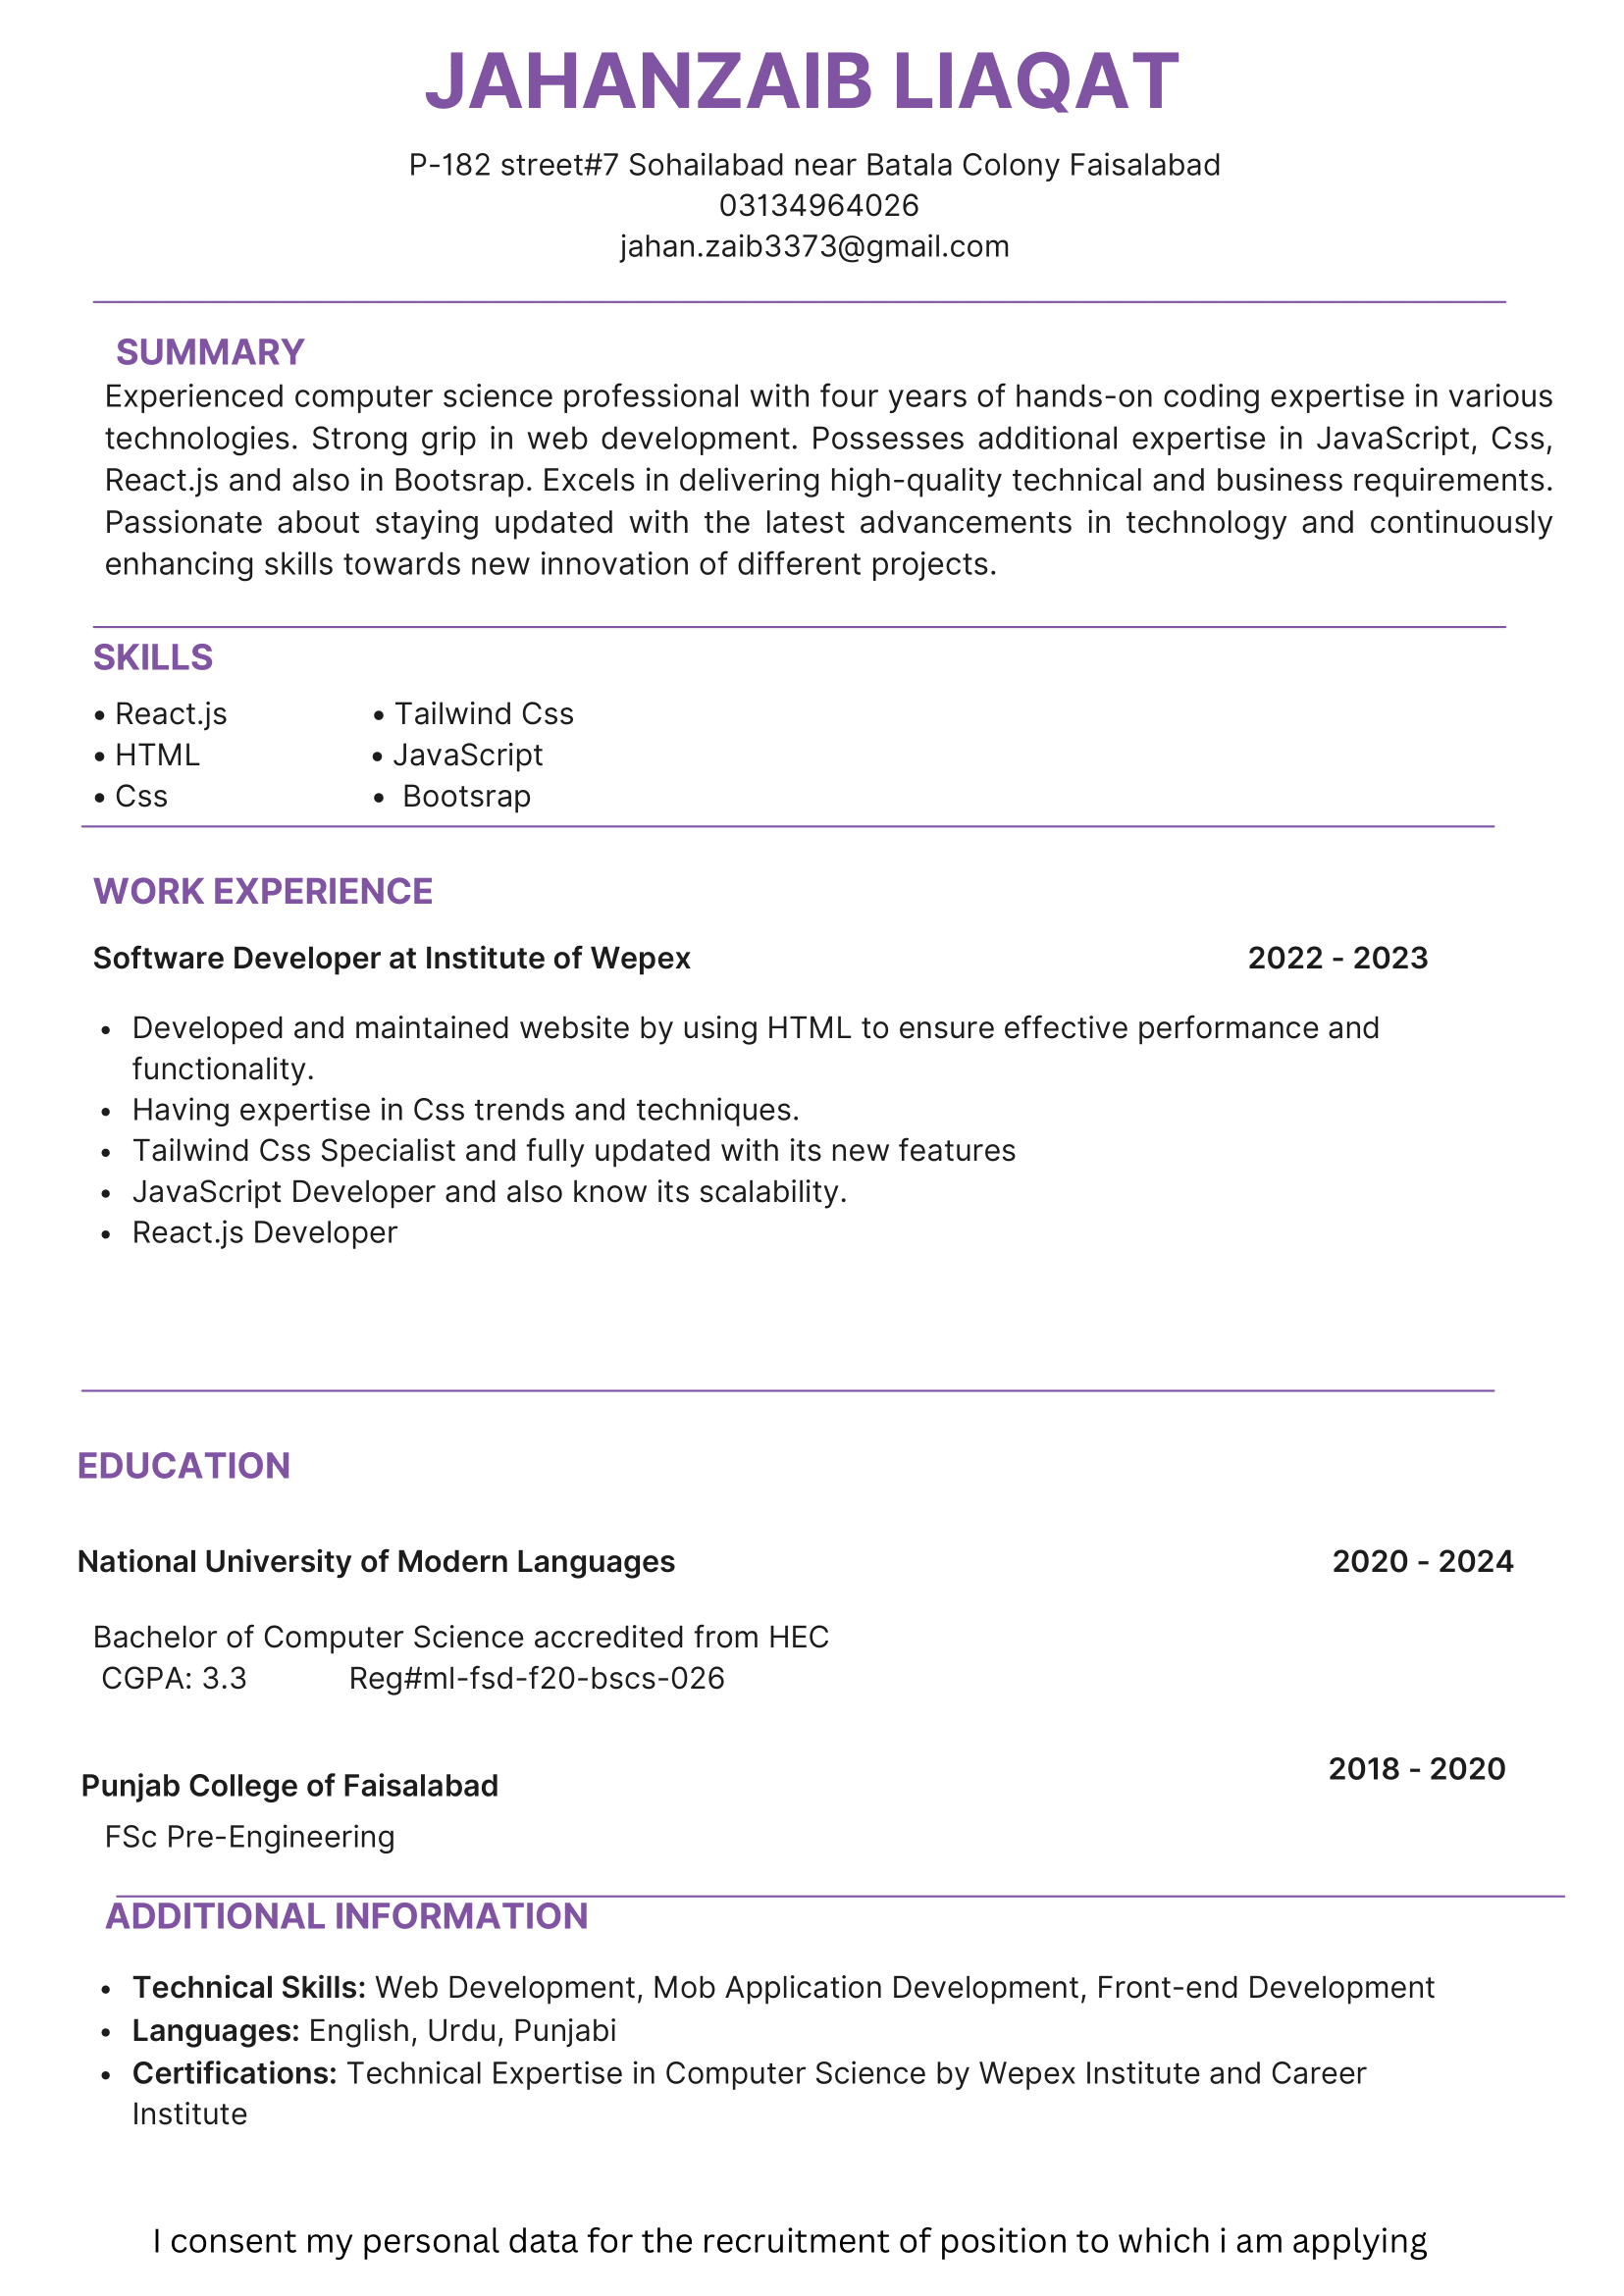 JAHANZAIB LIAQAT
P-182 street#7 Sohailabad near Batala Colony Faisalabad
03134964026
jahan.zaib3373@gmail.com
SUMMARY
Experienced computer science professional with four years of hands-on coding expertise in various
technologies. Strong grip in web development. Possesses additional expertise in JavaScript, Css,
React.js and also in Bootsrap. Excels in delivering high-quality technical and business requirements.
Passionate about staying updated with the latest advancements in technology and continuously
enhancing skills towards new innovation of different projects.
SKILLS
• React.js • Tailwind Css
• HTML • JavaScript
• Css • Bootsrap
WORK EXPERIENCE
Software Developer at Institute of Wepex 2022 - 2023
• Developed and maintained website by using HTML to ensure effective performance and
functionality.
• Having expertise in Css trends and techniques.
• Tailwind Css Specialist and fully updated with its new features
• JavaScript Developer and also know its scalability.
• React.js Developer
EDUCATION
National University of Modern Languages 2020 - 2024
Bachelor of Computer Science accredited from HEC
CGPA: 3.3 Reg#ml-fsd-f20-bscs-026
Punjab College of Faisalabad 2018 - 2020
FSc Pre-Engineering
ADDITIONAL INFORMATION
• Technical Skills: Web Development, Mob Application Development, Front-end Development
• Languages: English, Urdu, Punjabi
• Certifications: Technical Expertise in Computer Science by Wepex Institute and Career
Institute
I consent my personal data for the recruitment of position to which i am applying